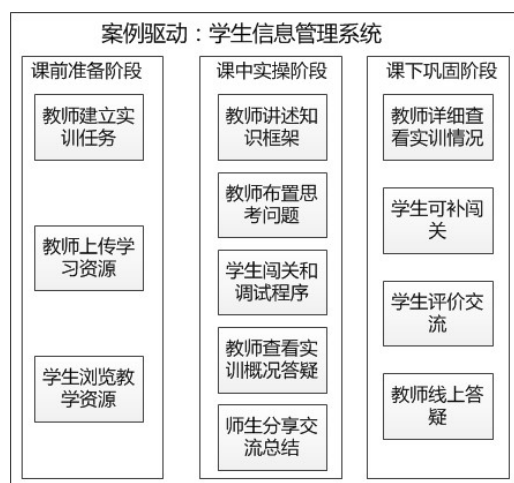 案例驱动：学生信息管理系统
课前准备阶段
教师建立实
训任务
教师上传学
习资源
学生浏览教
学资源
课中实操阶段
教师讲述知
识框架
教师布置思
考问题
学生闯关和
调试程序
教师查看实
训概况答疑
师生分享交
流总结
课下巩固阶段
教师详细查
看实训情况
学生可补闯
关
学生评价交
流
教师线上答
疑